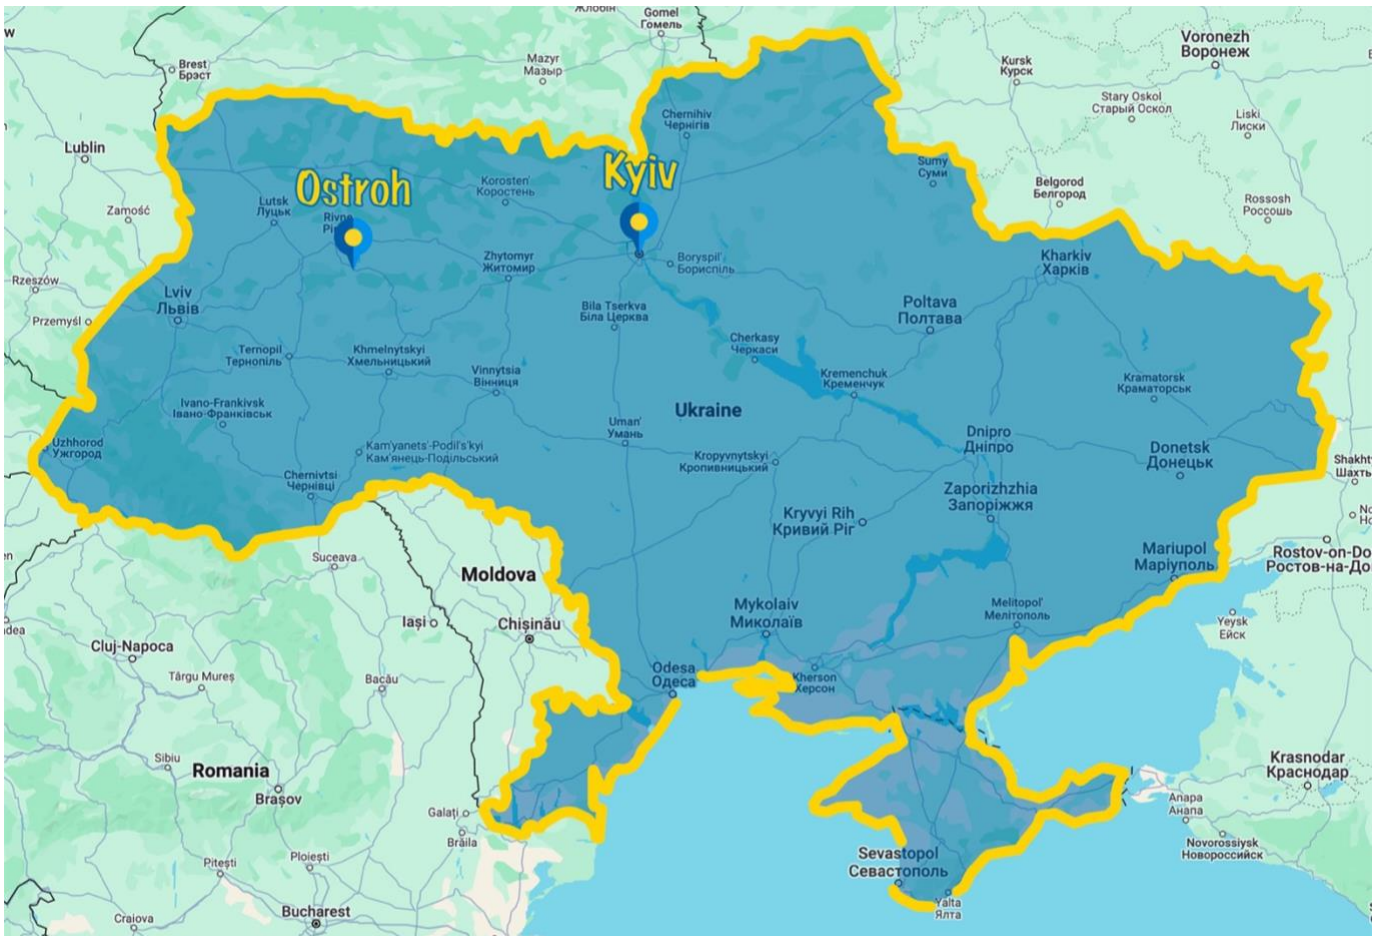 Жлобін
Gomel
Гомель
w
Voronezh
Воронеж
Brest
Брэст
Mazyr
Мазыр
Kursk
Курск
Stary Oskol
Старый Оскол
Liski
Лиски
Chernihiv
Чернігів
Lublin
Sumy
Суми
Kyiv
Ostroh
Korosten'
Коростень
Belgorod
Белгород
Rossosh
Россошь
Zamość
Lutsk
Луцьк
Rivne
Zhytomyr
Житомир
Boryspil'
Бориспіль
Kharkiv
Харків
Rzeszów
Lviv
Львів
Przemyśl
Bila Tserkva
Біла Церква
Poltava
Полтава
Cherkasy
Черкаси
Ternopil
Тернопіль
Khmelnytskyi
Хмельницький
Vinnytsia
Вінниця
Kremenchuk
Кременчук
Kramatorsk
Краматорськ
Ivano-Frankivsk
Івано-Франківськ
Ukraine
Uman'
Умань
Dnipro
Дніпро
Uzhhorod
Ужгород
Kam'yanets'-Podil's'kyi
Кам'янець-Подільський
Kropyvnytskyi
Кропивницький
Donetsk
Донецьк
Shakht
Шахть
Chernivtsi
Чернівці
Zaporizhzhia
Запоріжжя
Kryvyi Rih
Кривий Ріг
Suceava
Mariupol
Маріуполь
Rostov-on-Do
Ростов-на-До
Moldova
Mykolaiv
Миколаїв
Melitopol'
Мелітополь
Iași
Chișinău
Yeysk
Ейск
dea
Cluj-Napoca
Târgu Mureș
Bacău
Odesa
Одеса
Kherson
Херсон
Sibiu
Romania
Brașov
Krasnodar
Краснодар
Galați
Anapa
Анапа
Brăila
Novorossiysk
Новороссийск
Pitești
Ploiești
Sevastopol
Севастополь
Yalta
Ялта
Craiova
Bucharest